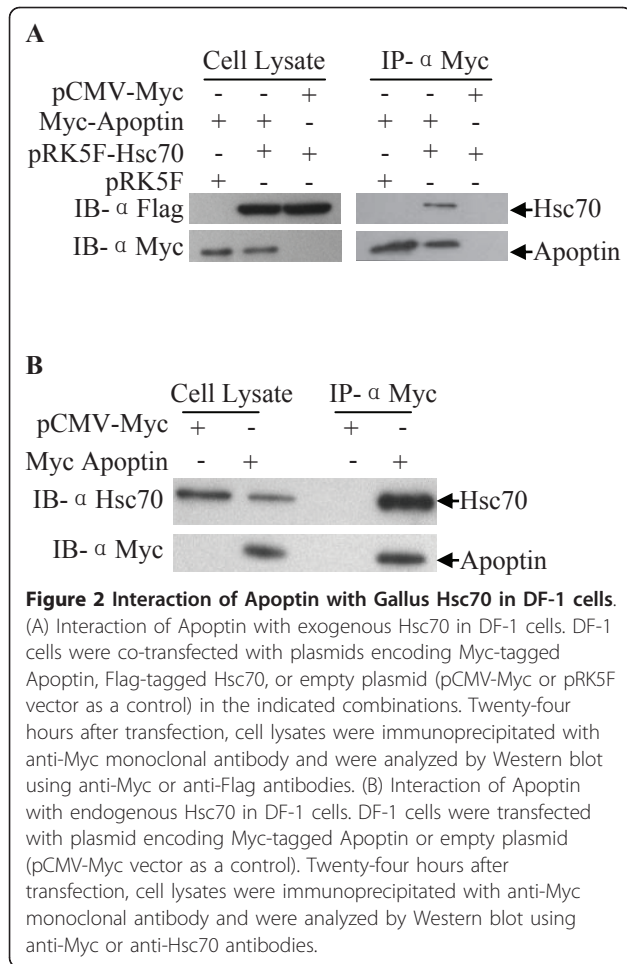 A
Cell Lysate IP- α Myc
pCMV-Myc - - + - - +
Myc-Apoptin + + - + + -
pRK5F-Hsc70 - + + - + +
pRK5F + - - + - -
IB- α Flag Hsc70
IB- α Myc Apoptin
B
Cell Lysate IP- α Myc
pCMV-Myc + - + -
Myc Apoptin - + - +
IB- α Hsc70 Hsc70
IB- α Myc Apoptin
Figure 2 Interaction of Apoptin with Gallus Hsc70 in DF-1 cells.
(A) Interaction of Apoptin with exogenous Hsc70 in DF-1 cells. DF-1
cells were co-transfected with plasmids encoding Myc-tagged
Apoptin, Flag-tagged Hsc70, or empty plasmid (pCMV-Myc or pRK5F
vector as a control) in the indicated combinations. Twenty-four
hours after transfection, cell lysates were immunoprecipitated with
anti-Myc monoclonal antibody and were analyzed by Western blot
using anti-Myc or anti-Flag antibodies. (B) Interaction of Apoptin
with endogenous Hsc70 in DF-1 cells. DF-1 cells were transfected
with plasmid encoding Myc-tagged Apoptin or empty plasmid
(pCMV-Myc vector as a control). Twenty-four hours after
transfection, cell lysates were immunoprecipitated with anti-Myc
monoclonal antibody and were analyzed by Western blot using
anti-Myc or anti-Hsc70 antibodies.